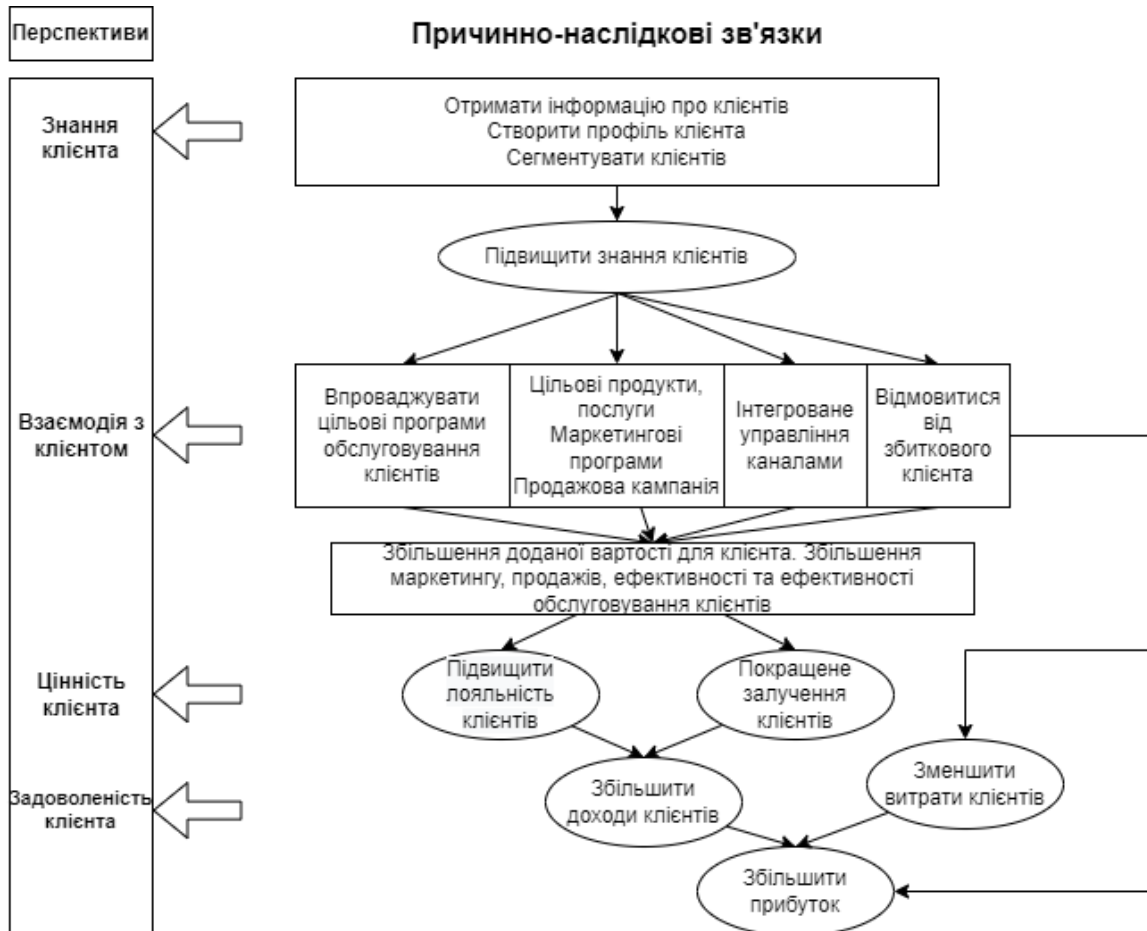 Перспективи
Причинно-наслідкові зв'язки
Знання
клієнта
Отримати інформацію про клієнтів
Створити профіль клієнта
Сегментувати клієнтів
Підвищити знання клієнтів
Взаємодія з
клієнтом
Впроваджувати
цільові програми
обслуговування
клієнтів
Цільові продукти,
послуги
Маркетингові
програми
Продажова кампанія
Інтегроване
управління
каналами
Відмовитися
від
збиткового
клієнта
Збільшення доданої вартості для клієнта. Збільшення
маркетингу, продажів, ефективності та ефективності
обслуговування клієнтів
Цінність
клієнта
Підвищити
лояльність
клієнтів
Покращене
залучення
клієнтів
Задоволеність
клієнта
Збільшити
доходи клієнтів
Зменшити
витрати клієнтів
Збільшити
прибуток